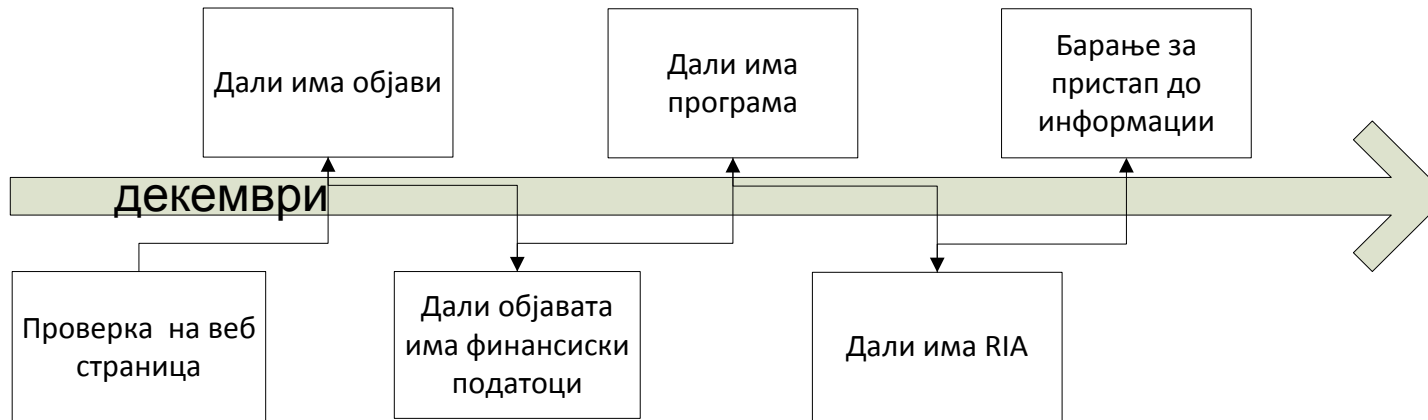 Дали има објави
Дали има
програма
Барање за
пристап до
информации
декември
Проверка на веб
страница
Дали објавата
има финансиски
податоци
Дали има RIA